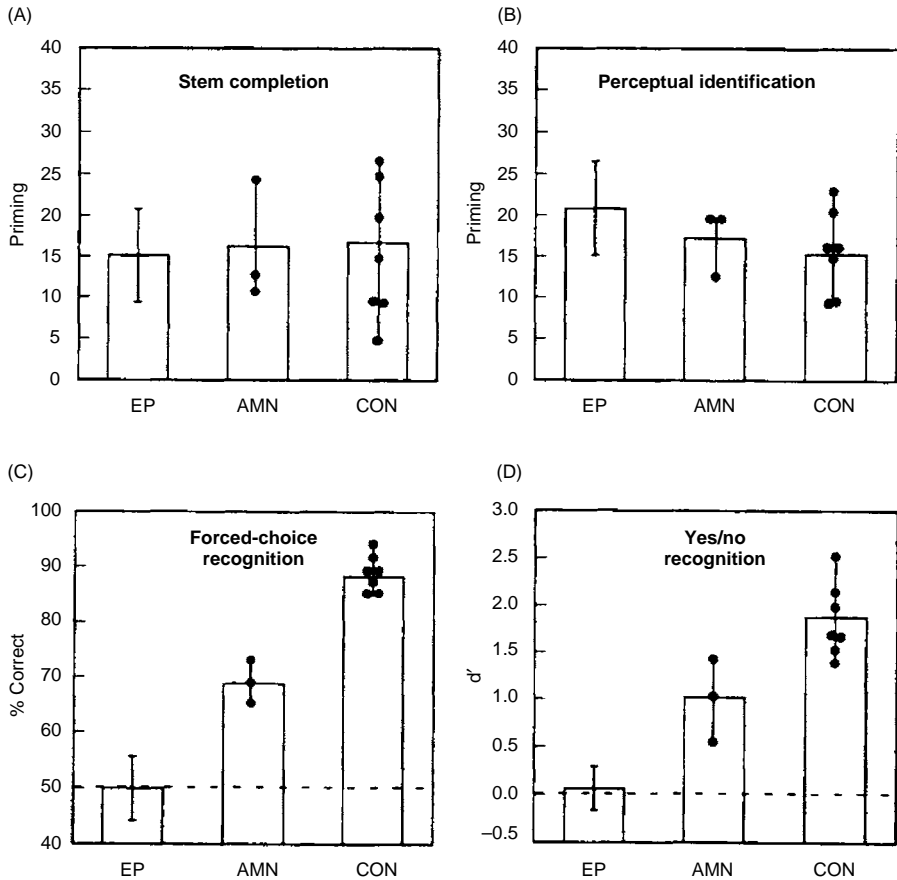 (A)
Stem completion
Priming
40
35
30
25
20
15
10
5
0
EP AMN CON
(B)
Perceptual identification
Priming
40
35
30
25
20
15
10
5
0
EP AMN CON
(C)
Forced-choice
recognition
% Correct
100
90
80
70
60
50
40
EP AMN CON
(D)
Yes/no
recognition
d′
3.0
2.5
2.0
1.5
1.0
0.5
0.0
–0.5
EP AMN CON